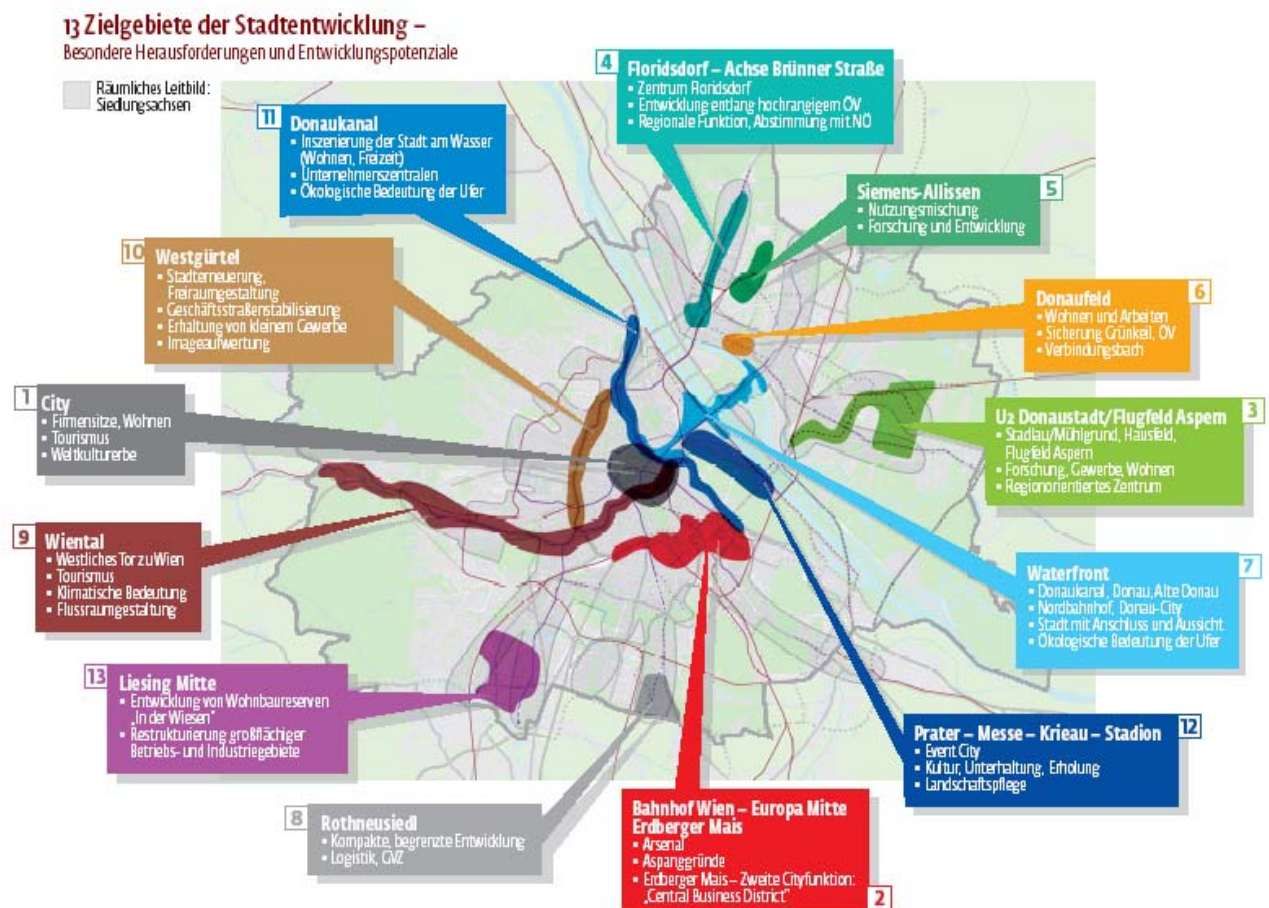 13 Zielgebiete der Stadtentwicklung –
Besondere Herausforderungen und Entwicklungspotenziale
Räumliches Leitbild:
Siedlungsachsen
4
Floridsdorf – Achse Brünner Straße
▪ Zentrum Floridsdorf
▪ Entwicklung entlang hochrangigem ÖV
▪ Regionale Funktion, Abstimmung mit NÖ
11
Donaukanal
▪ Inszenierung der Stadt am Wasser
(Wohnen, Freizeit)
▪ Unternehmenszentralen
▪ Ökologische Bedeutung der Ufer
5
Siemens-Allissen
▪ Nutzungsmischung
▪ Forschung und Entwicklung
10
Westgürtel
▪ Stadterneuerung,
Freiraumgestaltung
▪ Geschäftsstraßenstabilisierung
▪ Erhaltung von kleinem Gewerbe
▪ Imageaufwertung
6
Donaufeld
▪ Wohnen und Arbeiten
▪ Sicherung Grünkeil, ÖV
▪ Verbindungsbach
1
City
▪ Firmensitze, Wohnen
▪ Tourismus
▪ Weltkulturerbe
3
U2 Donaustadt/Flugfeld Aspern
▪ Stadlau/Mühlgrund, Hausfeld,
Flugfeld Aspern
▪ Forschung, Gewerbe, Wohnen
▪ Regionorientiertes Zentrum
9
Wiental
▪ Westliches Tor zu Wien
▪ Tourismus
▪ Klimatische Bedeutung
▪ Flussraumgestaltung
7
Waterfront
▪ Donaukanal, Donau, Alte Donau
▪ Nordbahnhof, Donau-City
▪ Stadt mit Anschluss und Aussicht
▪ Ökologische Bedeutung der Ufer
13
Liesing Mitte
▪ Entwicklung von Wohnbaureserven
„In der Wiesen"
▪ Restrukturierung großflächiger
Betriebs- und Industriegebiete
12
Prater – Messe – Krieau – Stadion
▪ Event City
▪ Kultur, Unterhaltung, Erholung
▪ Landschaftspflege
8
Rothneusiedl
▪ Kompakte, begrenzte Entwicklung
▪ Logistik, GVZ
Bahnhof Wien – Europa Mitte
Erdberger Mais
▪ Arsenal
▪ Aspanggründe
▪ Erdberger Mais – Zweite Cityfunktion:
„Central Business District"
2